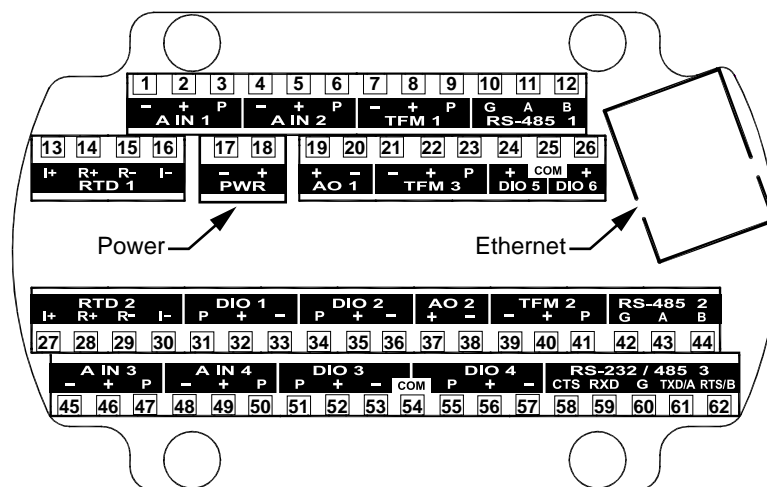 1 2 3 4 5 6 7 8 9 10 11 12
− + P − + P − + P G A B
A IN 1 A IN 2 TFM 1 RS-485 1
13 14 15 16 17 18 19 20 21 22 23 24 25 26
I+ R+ R− I− − + + − − + P + COM +
RTD 1 PWR AO 1 TFM 3 DIO 5 DIO 6
Power Ethernet
RTD 2 DIO 1 DIO 2 AO 2 TFM 2 RS-485 2
I+ R+ R− I− P + − P + − + − − + P G A B
27 28 29 30 31 32 33 34 35 36 37 38 39 40 41 42 43 44
A IN 3 A IN 4 DIO 3 DIO 4 RS-232 / 485 3
− + P − + P P + − COM P + − CTS RXD G TXD/A RTS/B
45 46 47 48 49 50 51 52 53 54 55 56 57 58 59 60 61 62